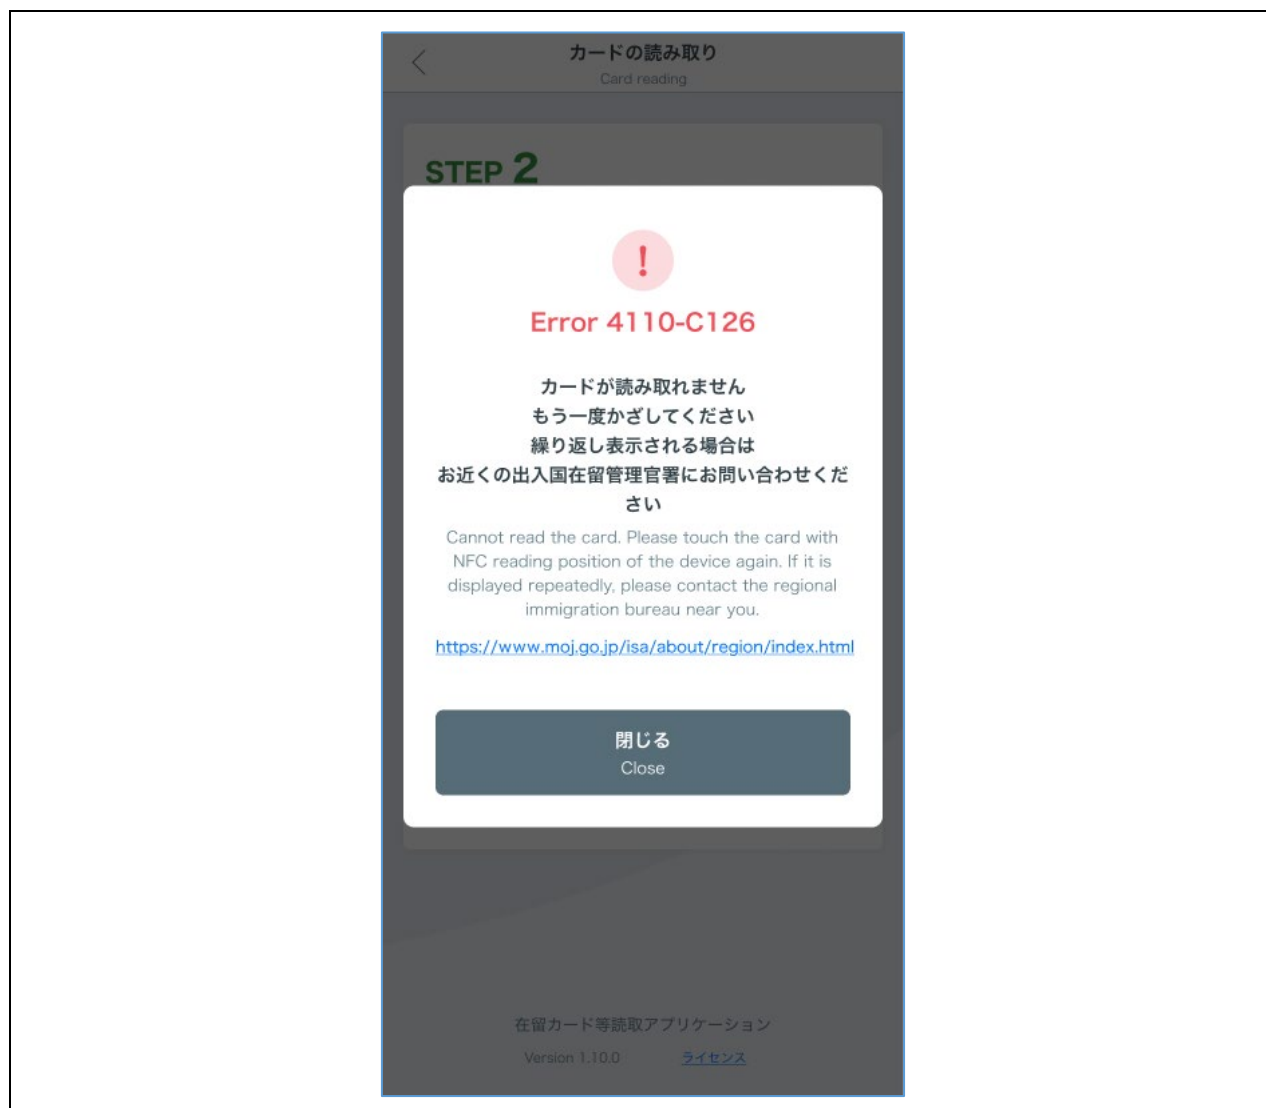 カードの読み取り
Card reading
STEP 2
!
Error 4110-C126
カードが読み取れません
もう一度かざしてください
繰り返し表示される場合は
お近くの出入国在留管理官署にお問い合わせくだ
さい
Cannot read the card. Please touch the card with
NFC reading position of the device again. If it is
displayed repeatedly, please contact the regional
immigration bureau near you.
https://www.moj.go.jp/isa/about/region/index.html
閉じる
Close
在留カード等読取アプリケーション
Version 1.10.0 ライセンス